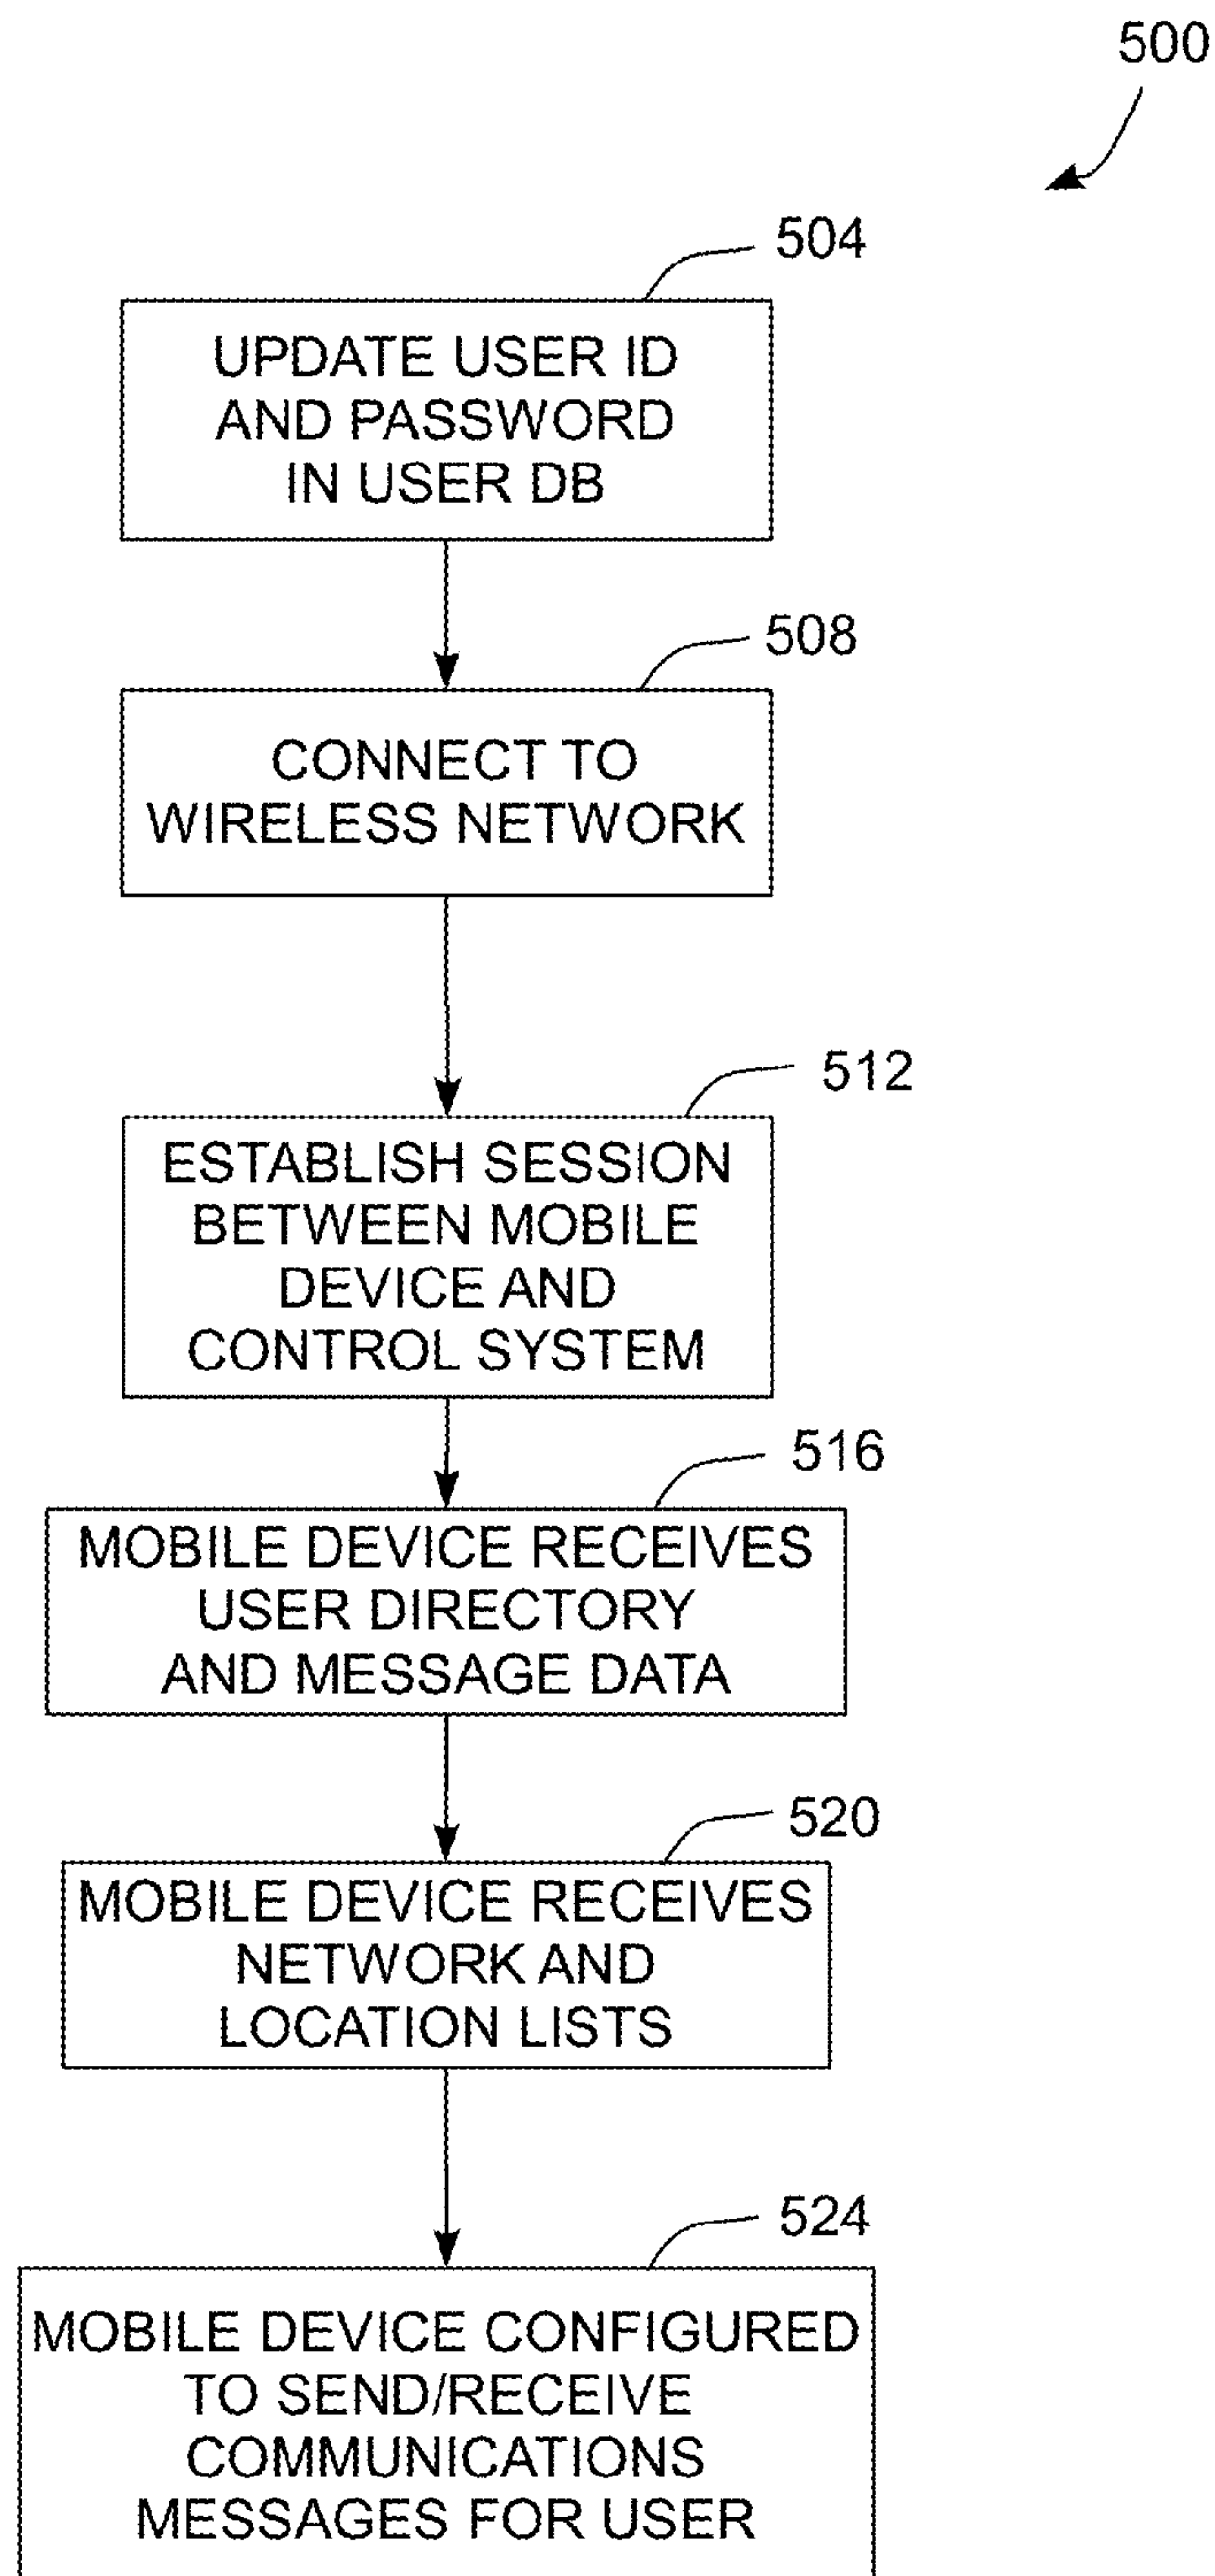 500
504
UPDATE USER ID
AND PASSWORD
IN USER DB
508
CONNECT TO
WIRELESS NETWORK
512
ESTABLISH SESSION
BETWEEN MOBILE
DEVICE AND
CONTROL SYSTEM
516
MOBILE DEVICE RECEIVES
USER DIRECTORY
AND MESSAGE DATA
520
MOBILE DEVICE RECEIVES
NETWORK AND
LOCATION LISTS
524
MOBILE DEVICE CONFIGURED
TO SEND/RECEIVE
COMMUNICATIONS
MESSAGES FOR USER